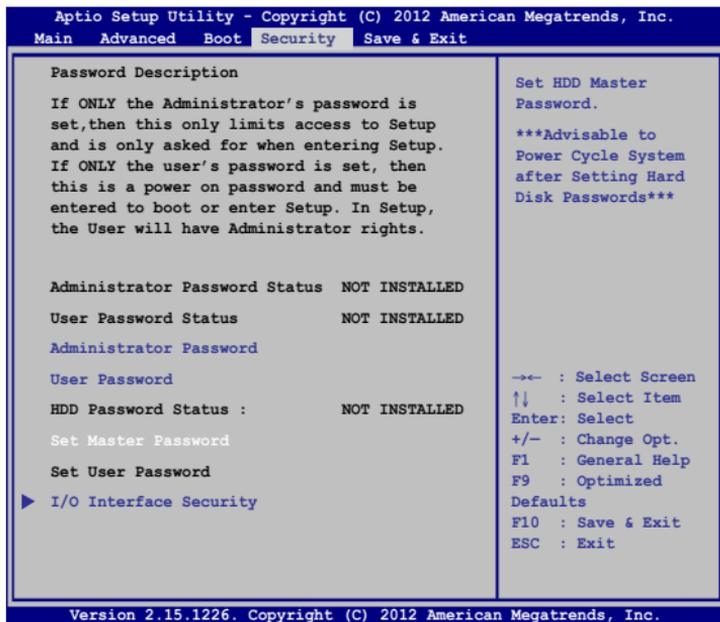 Aptio Setup Utility - Copyright (C) 2012 American Megatrends, Inc.
Main Advanced Boot Security Save & Exit
Password Description
If ONLY the Administrator's password is
set,then this only limits access to Setup
and is only asked for when entering Setup.
If ONLY the user's password is set, then
this is a power on password and must be
entered to boot or enter Setup. In Setup,
the User will have Administrator rights.
Administrator Password Status NOT INSTALLED
User Password Status NOT INSTALLED
Administrator Password
User Password
HDD Password Status : NOT INSTALLED
Set Master Password
Set User Password
I/O Interface Security
Set HDD Master
Password.
***Advisable to
Power Cycle System
after Setting Hard
Disk Passwords***
→← : Select Screen
↑↓ : Select Item
Enter: Select
+/— : Change Opt.
F1 : General Help
F9 : Optimized
Defaults
F10 : Save & Exit
ESC : Exit
Version 2.15.1226. Copyright (C) 2012 American Megatrends, Inc.